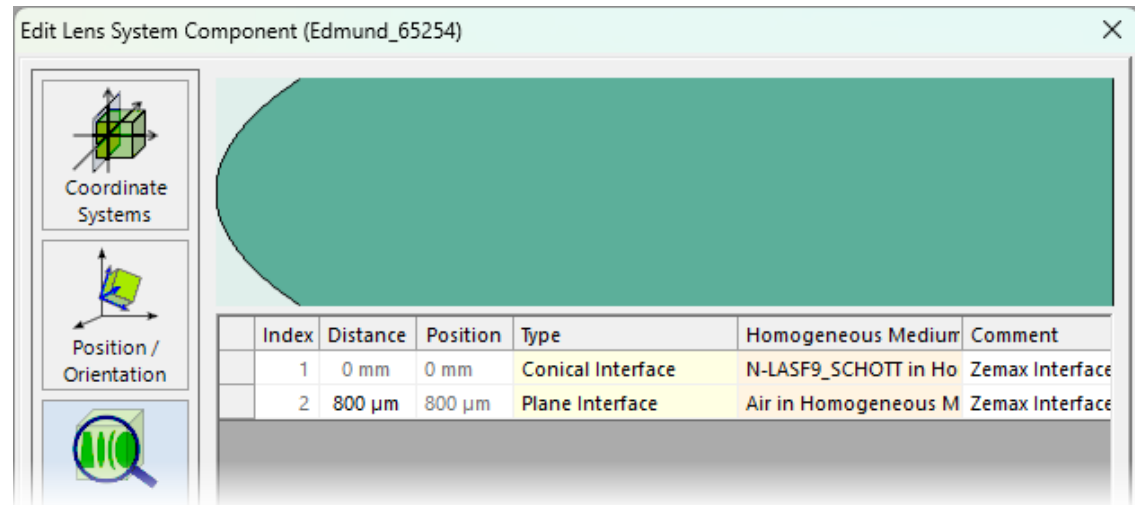 Edit Lens System Component (Edmund_65254)
Coordinate
Systems
Position /
Orientation
Index Distance Position Type Homogeneous Medium Comment
1 0 mm 0 mm Conical Interface N-LASF9_SCHOTT in Ho Zemax Interface
2 800 µm 800 µm Plane Interface Air in Homogeneous M Zemax Interface